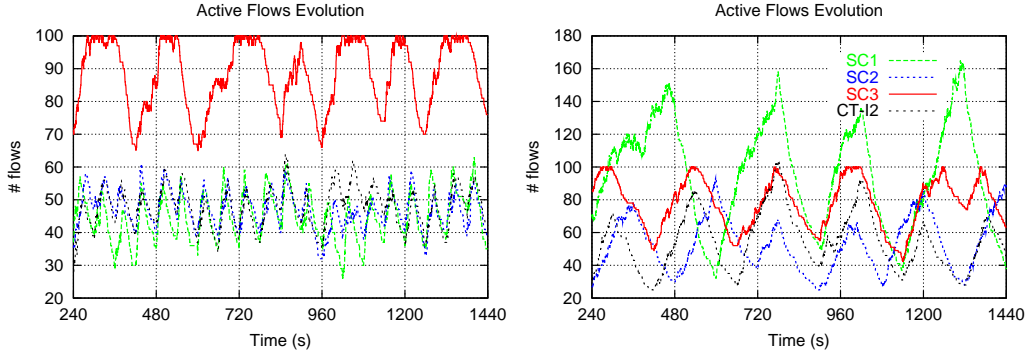 Active Flows Evolution
100
90
80
70
60
50
40
30
20
# flows
240 480 720 960 1200 1440
Time (s)
Active Flows Evolution
180
160
140
120
100
80
60
40
20
# flows
SC1
SC2
SC3
CT-I2
240 480 720 960 1200 1440
Time (s)